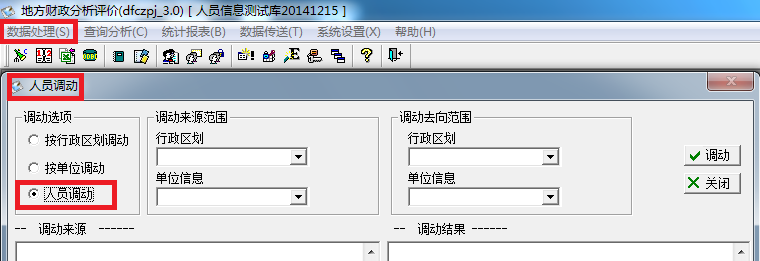 地方财政分析评价(dfczpj_3.0) [ 人员信息测试库20141215 ]
数据处理(S) 查询分析(C) 统计报表(B) 数据传送(T) 系统设置(X) 帮助(H)
人员调动
调动选项 调动来源范围 调动去向范围
按行政区划调动 行政区划 行政区划
按单位调动 单位信息 单位信息 调动
人员调动 关闭
-- 调动来源 ------ -- 调动结果 ------